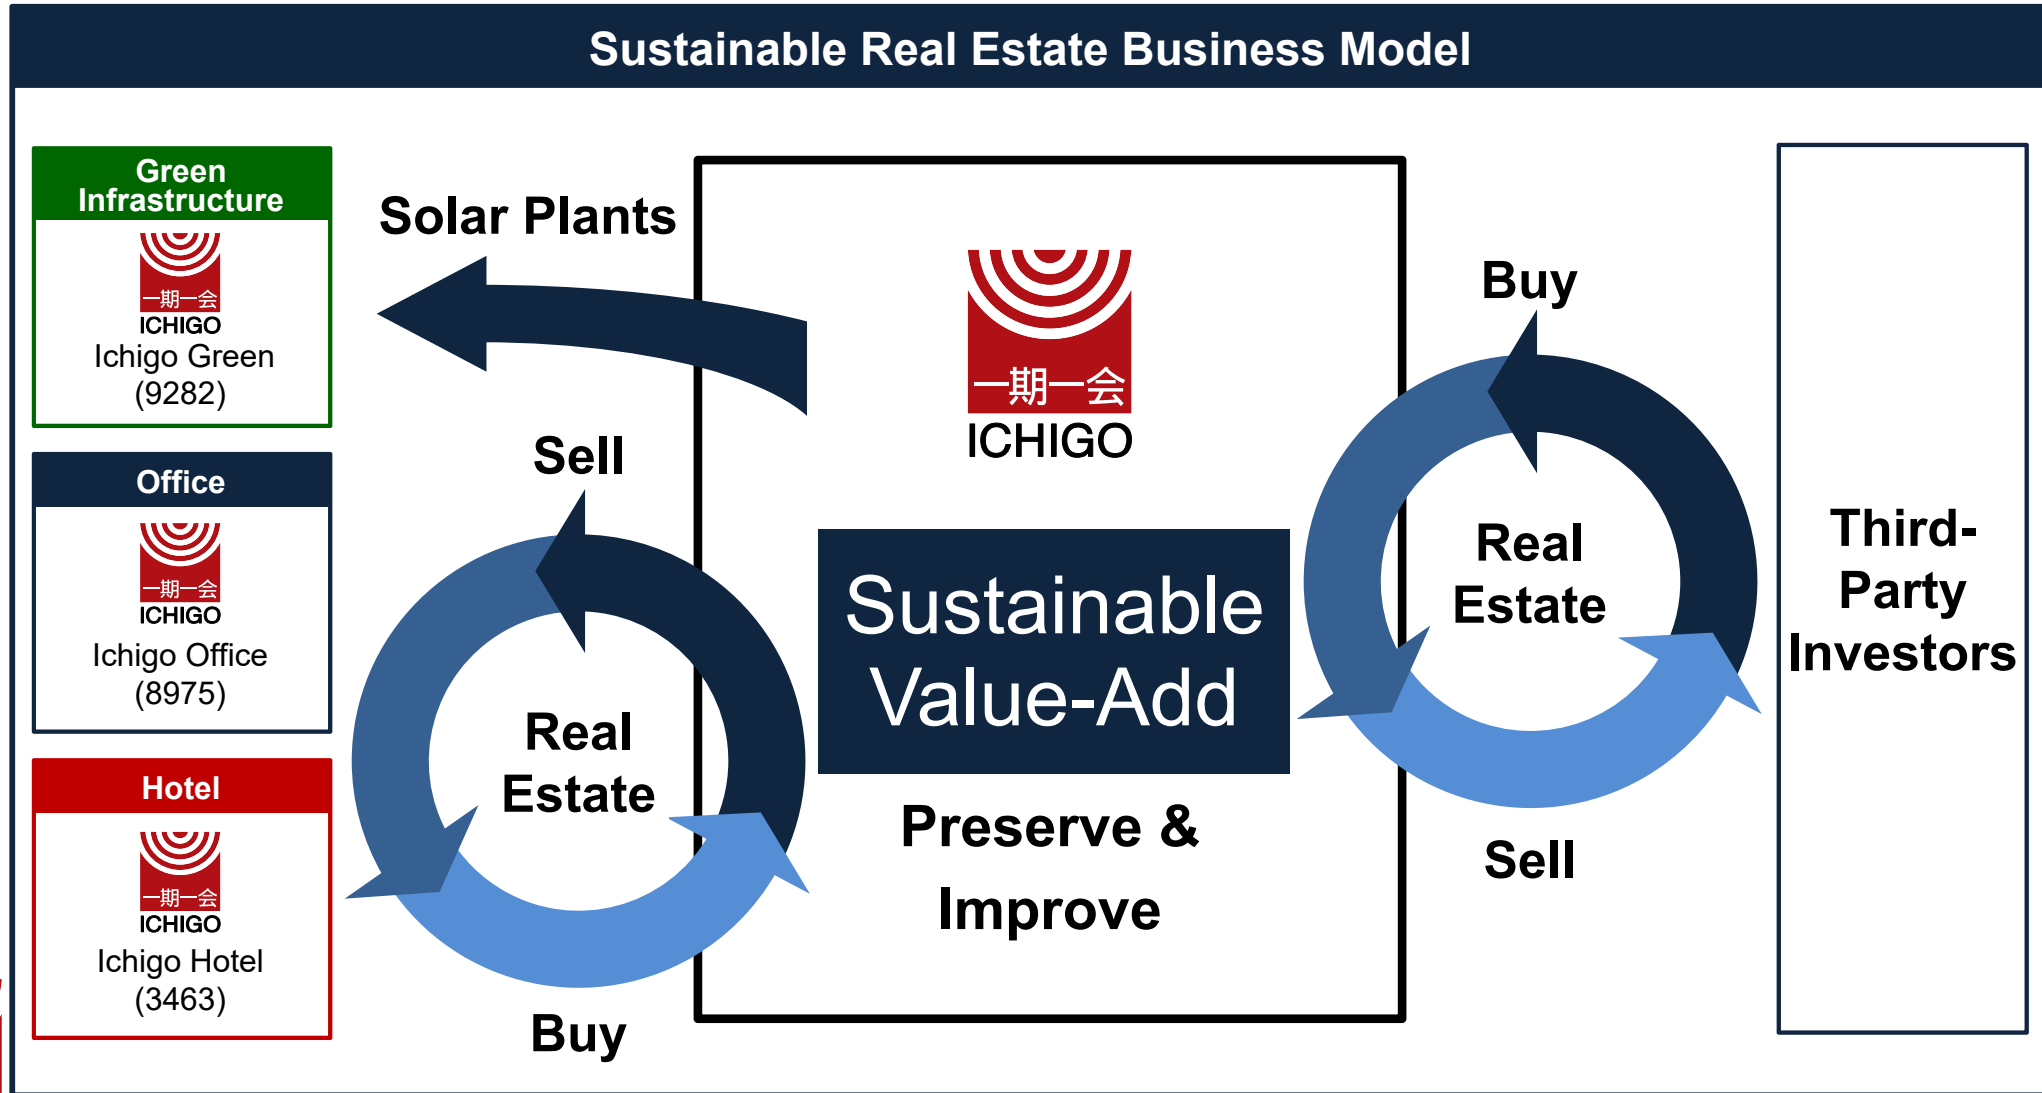 Sustainable Real Estate Business Model
Green
Infrastructure
一期一会
ICHIGO
Ichigo Green
(9282)
Office
一期一会
ICHIGO
Ichigo Office
(8975)
Hotel
一期一会
ICHIGO
Ichigo Hotel
(3463)
Solar Plants
Sell
Real
Estate
Buy
一期一会
ICHIGO
Sustainable
Value-Add
Preserve &
Improve
Buy
Real
Estate
Sell
Third-
Party
Investors